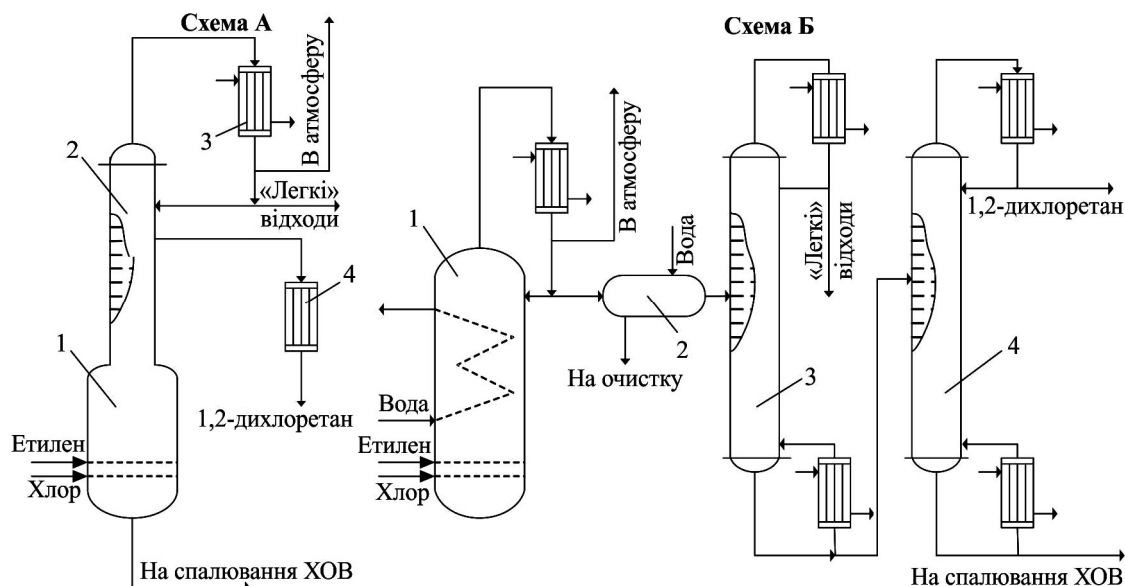 Схема А
3
В атмосферу
2
«Легкі»
відходи
4
1
1,2-дихлоретан
Етилен
Хлор
На спалювання ХОВ
Схема Б
В атмосферу
1
Вода
2
На очистку
Вода
Етилен
Хлор
«Легкі»
відходи
3
1,2-дихлоретан
4
На спалювання ХОВ